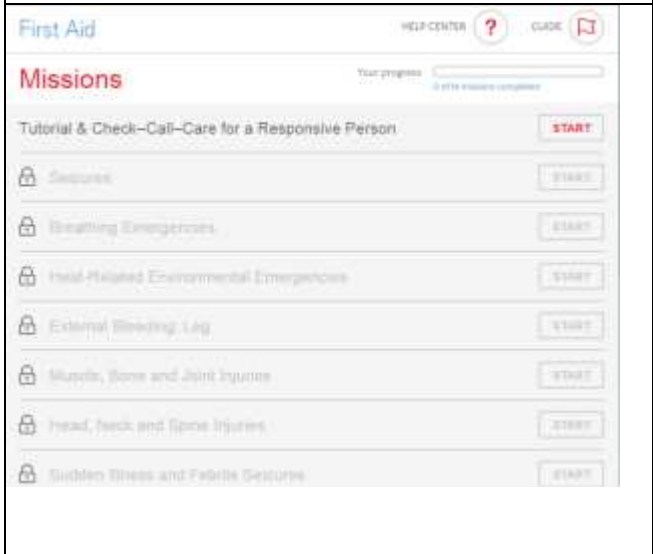 First Aid
HELP CENTER ? GUIDE
Missions
Your progress
missions completed
Tutorial & Check–Call–Care for a Responsive Person START
Seizures START
Breathing Emergencies START
Heat-Related Environmental Emergencies START
External Bleeding: Leg START
Muscle, Bone and Joint Injuries START
Head, Neck and Spine Injuries START
Sudden Illness and Febrile Seizures START